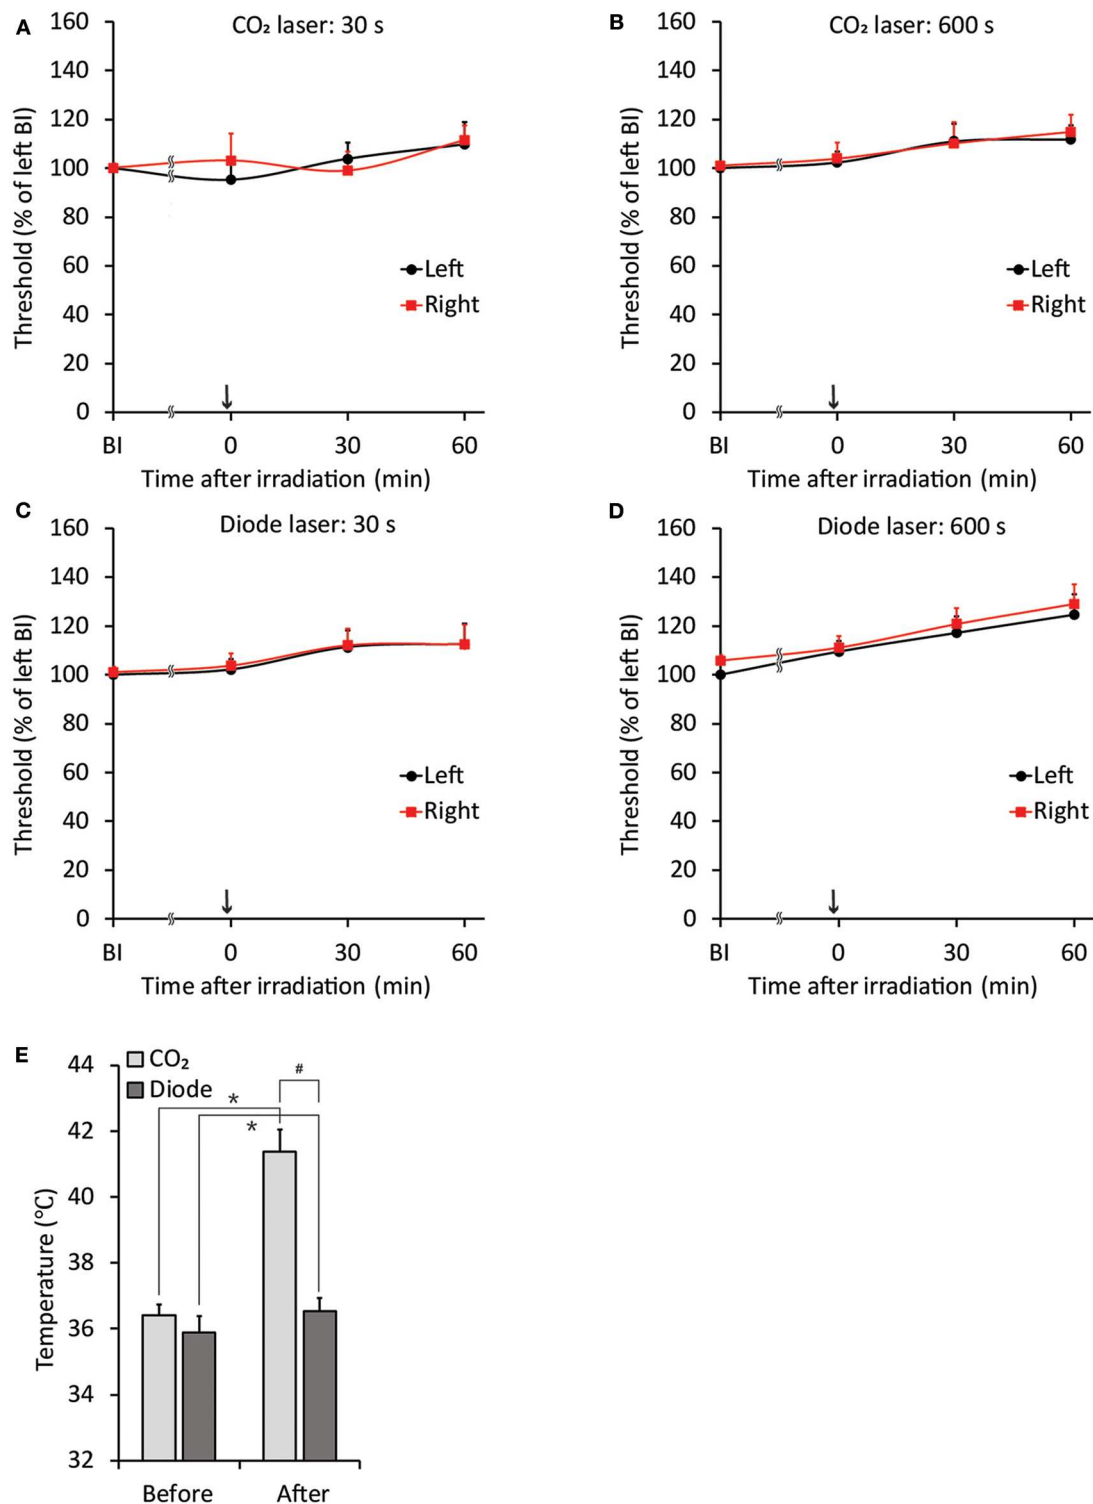 A
CO₂ laser: 30 s
160
140
120
100
80
60
40
20
0
Threshold (% of left BI)
Left
Right
BI 0 30 60
Time after irradiation (min)
B
CO₂ laser: 600 s
160
140
120
100
80
60
40
20
0
Threshold (% of left BI)
Left
Right
BI 0 30 60
Time after irradiation (min)
C
Diode laser: 30 s
160
140
120
100
80
60
40
20
0
Threshold (% of left BI)
Left
Right
BI 0 30 60
Time after irradiation (min)
D
Diode laser: 600 s
160
140
120
100
80
60
40
20
0
Threshold (% of left BI)
Left
Right
BI 0 30 60
Time after irradiation (min)
E
CO₂
Diode
#
*
*
44
42
40
38
36
34
32
Temperature (℃)
Before After